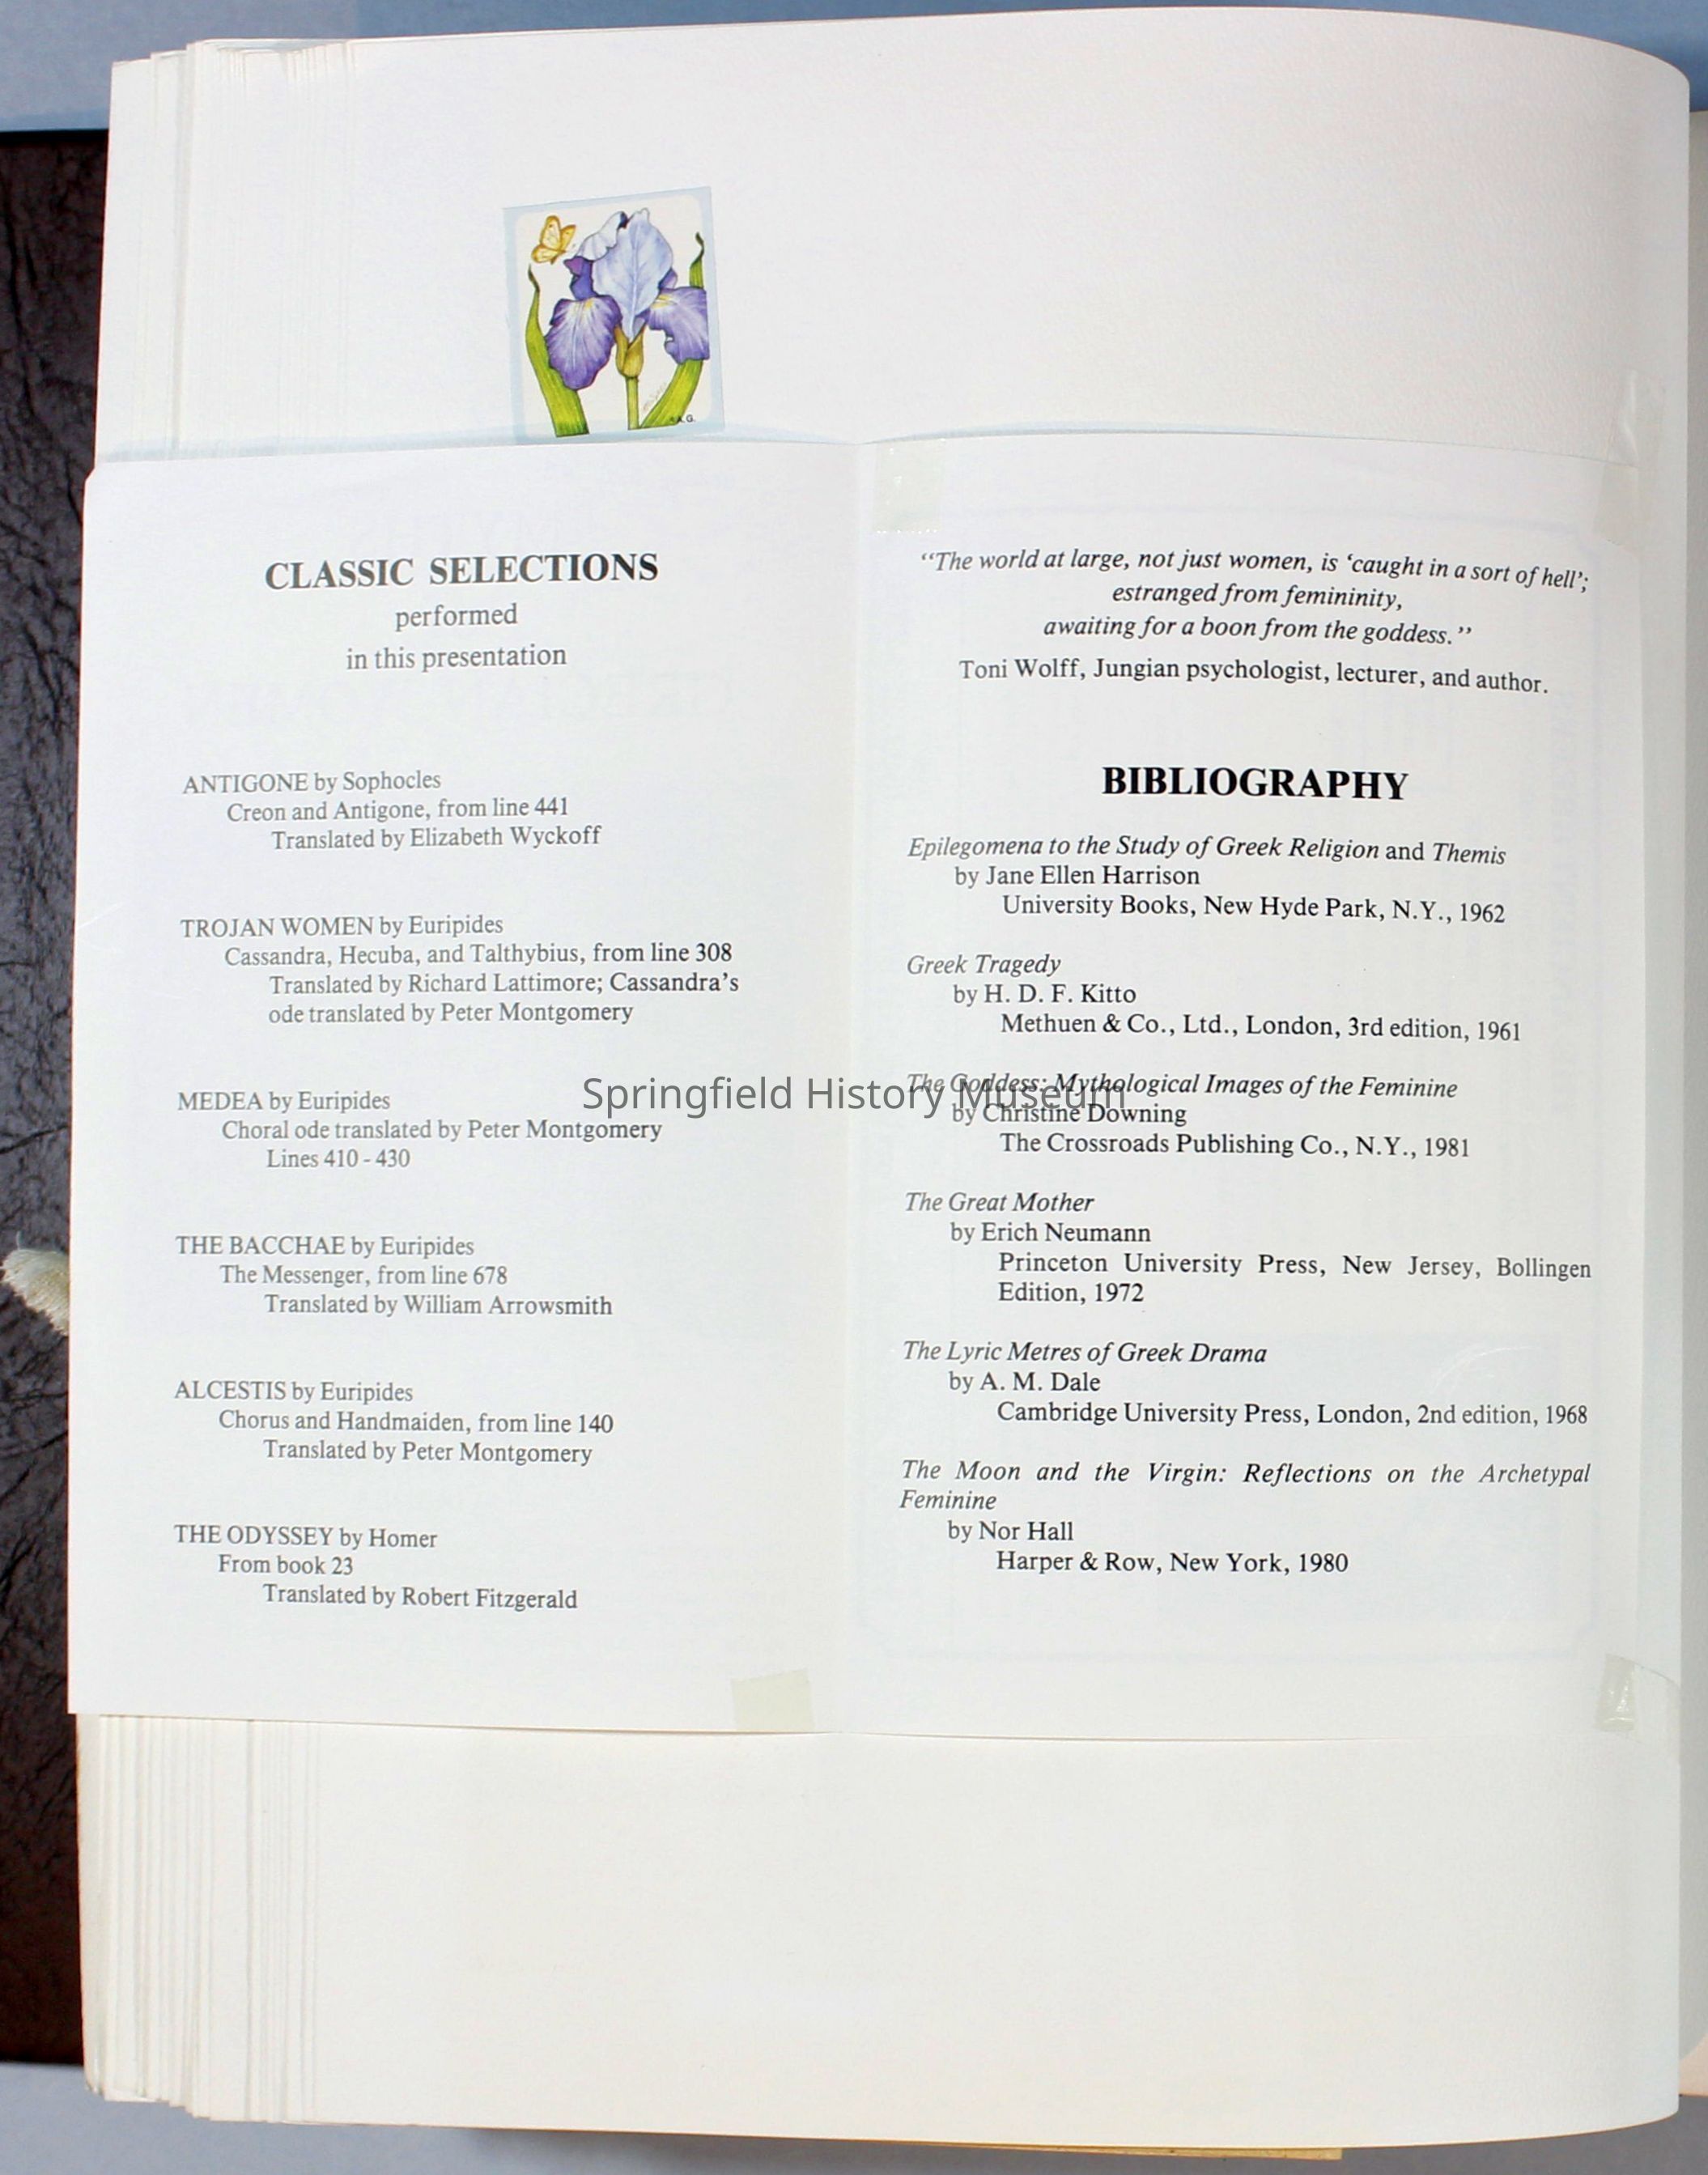 A.G.
CLASSIC SELECTIONS
performed
in this presentation
ANTIGONE by Sophocles
Creon and Antigone, from line 441
Translated by Elizabeth Wyckoff
TROJAN WOMEN by Euripides
Cassandra, Hecuba, and Talthybius, from line 308
Translated by Richard Lattimore; Cassandra's
ode translated by Peter Montgomery
MEDEA by Euripides
Choral ode translated by Peter Montgomery
Lines 410 - 430
THE BACCHAE by Euripides
The Messenger, from line 678
Translated by William Arrowsmith
ALCESTIS by Euripides
Chorus and Handmaiden, from line 140
Translated by Peter Montgomery
THE ODYSSEY by Homer
From book 23
Translated by Robert Fitzgerald
"The world at large, not just women, is 'caught in a sort of hell';
estranged from femininity,
awaiting for a boon from the goddess."
Toni Wolff, Jungian psychologist, lecturer, and author.
BIBLIOGRAPHY
Epilegomena to the Study of Greek Religion and Themis
by Jane Ellen Harrison
University Books, New Hyde Park, N.Y., 1962
Greek Tragedy
by H. D. F. Kitto
Methuen & Co., Ltd., London, 3rd edition, 1961
The Goddess: Mythological Images of the Feminine
by Christine Downing
The Crossroads Publishing Co., N.Y., 1981
The Great Mother
by Erich Neumann
Princeton University Press, New Jersey, Bollingen
Edition, 1972
The Lyric Metres of Greek Drama
by A. M. Dale
Cambridge University Press, London, 2nd edition, 1968
The Moon and the Virgin: Reflections on the Archetypal
Feminine
by Nor Hall
Harper & Row, New York, 1980
Springfield History Museum